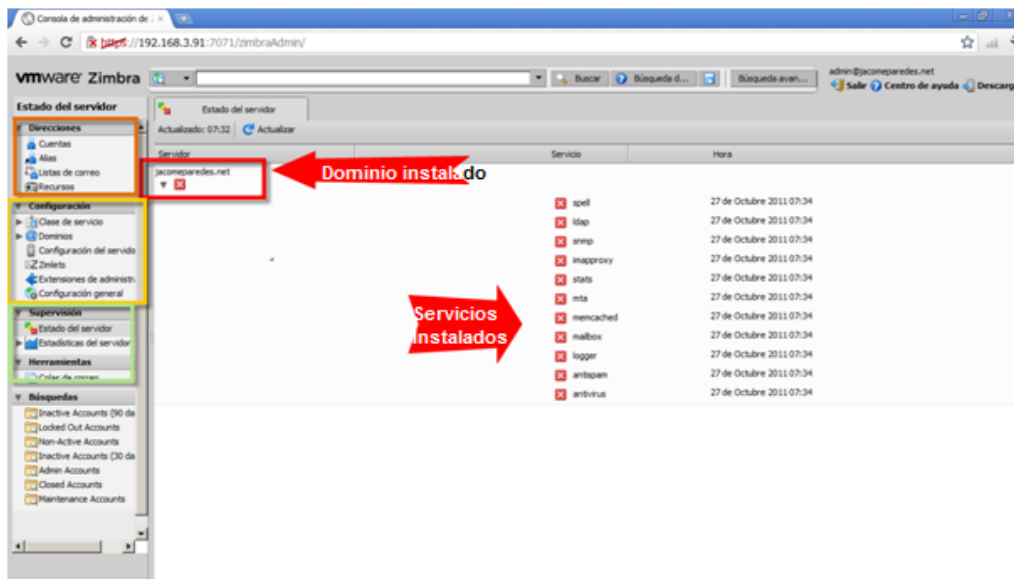 Consola de administración de
https://192.168.3.91:7071/zimbraAdmin/
vmware Zimbra
Buscar
Búsqueda d...
Búsqueda avan...
admin@jacomeparedes.net
Salir
Centro de ayuda
Descarg
Estado del servidor
Estado del servidor
Direcciones
Actualizado: 07:32
Actualizar
Cuentas
Alias
Listas de correo
Recursos
Servidor
Servicio
Hora
jacomeparedes.net
Dominio instalado
Configuración
Clase de servicio
Dominios
Configuración del servido
Zimlets
Extensiones de administr
Configuración general
Supervisión
Estado del servidor
Estadísticas del servidor
Herramientas
Colas de correo
Búsquedas
Inactive Accounts (90 da
Locked Out Accounts
Non-Active Accounts
Inactive Accounts (30 da
Admin Accounts
Closed Accounts
Maintenance Accounts
Servicios
instalados
spell 27 de Octubre 2011 07:34
ldap 27 de Octubre 2011 07:34
snmp 27 de Octubre 2011 07:34
imapproxy 27 de Octubre 2011 07:34
stats 27 de Octubre 2011 07:34
mta 27 de Octubre 2011 07:34
memcached 27 de Octubre 2011 07:34
mailbox 27 de Octubre 2011 07:34
logger 27 de Octubre 2011 07:34
antispam 27 de Octubre 2011 07:34
antivirus 27 de Octubre 2011 07:34